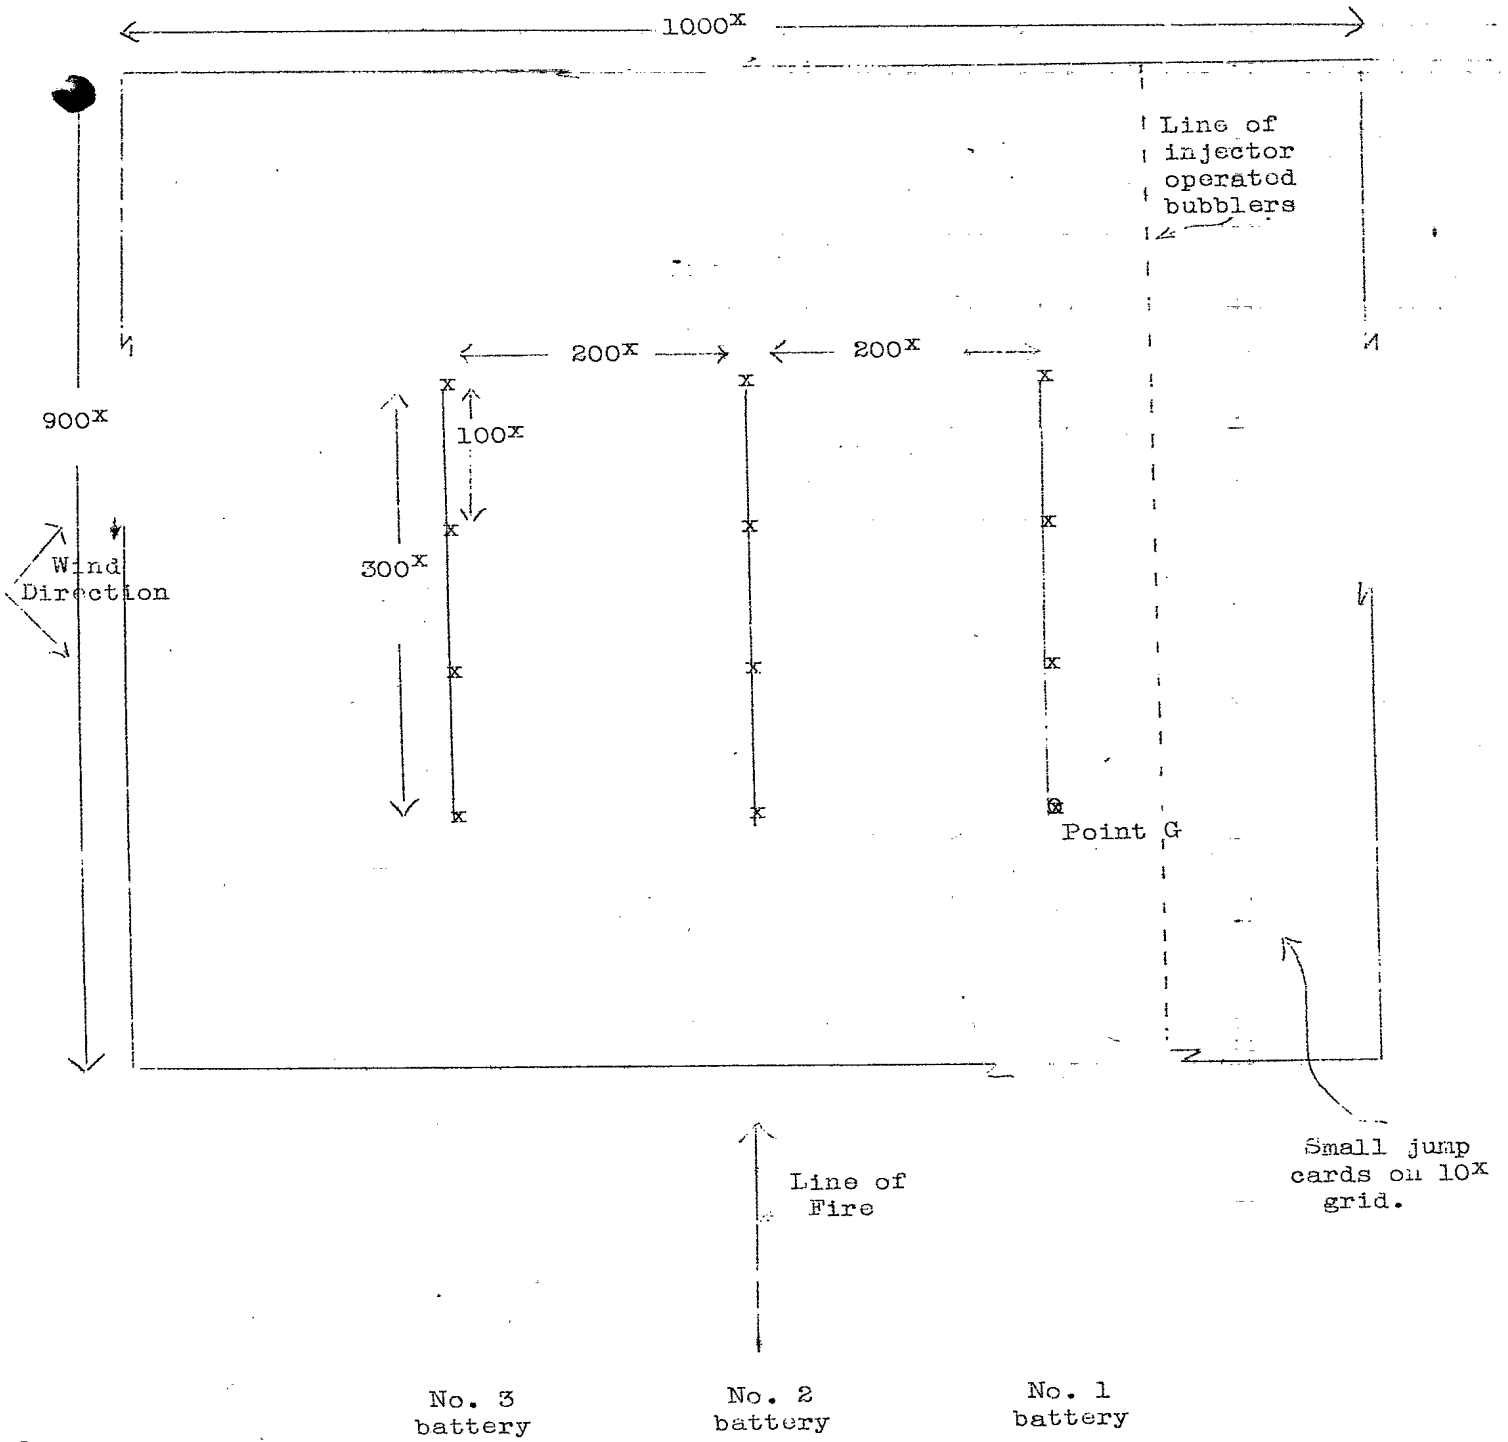 1000x
Line of
injector
operated
bubblers
200x
200x
900x
100x
300x
Wind
Direction
Point G
Small jump
cards on 10x
grid.
Line of
Fire
No. 3
battery
No. 2
battery
No. 1
battery